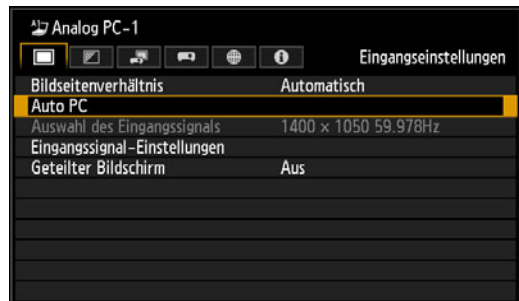 Analog PC-1
Eingangseinstellungen
Bildseitenverhältnis Automatisch
Auto PC
Auswahl des Eingangssignals 1400 × 1050 59.978Hz
Eingangssignal-Einstellungen
Geteilter Bildschirm Aus